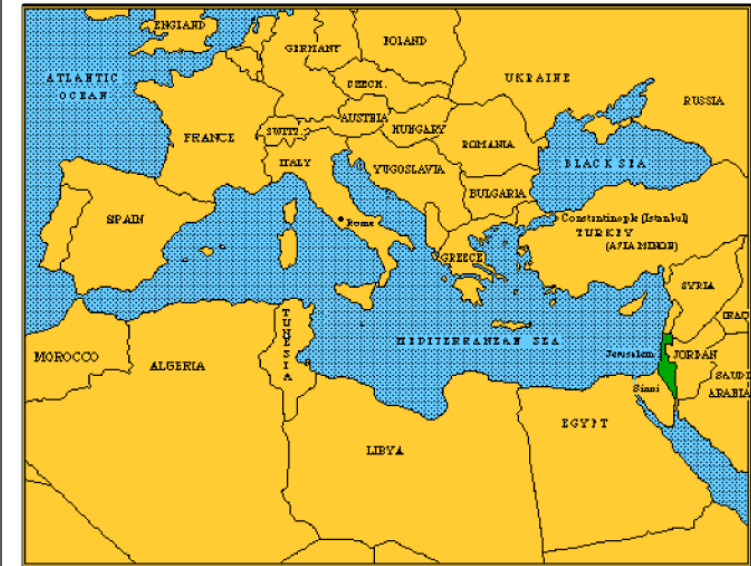 ENGLAND
GERMANY
POLAND
ATLANTIC
OCEAN
UKRAINE
CZECH.
RUSSIA
AUSTRIA
HUNGARY
SWITZ.
FRANCE
ROMANIA
ITALY
YUGOSLAVIA
BLACK SEA
BULGARIA
SPAIN
Rome
Constantinople (Istanbul)
TURKEY
(ASIA MINOR)
GREECE
SYRIA
IRAQ
TUNESIA
MEDITERRANEAN SEA
MOROCCO
ALGERIA
Jerusalem
JORDAN
SAUDI
ARABIA
Sinai
EGYPT
LIBYA